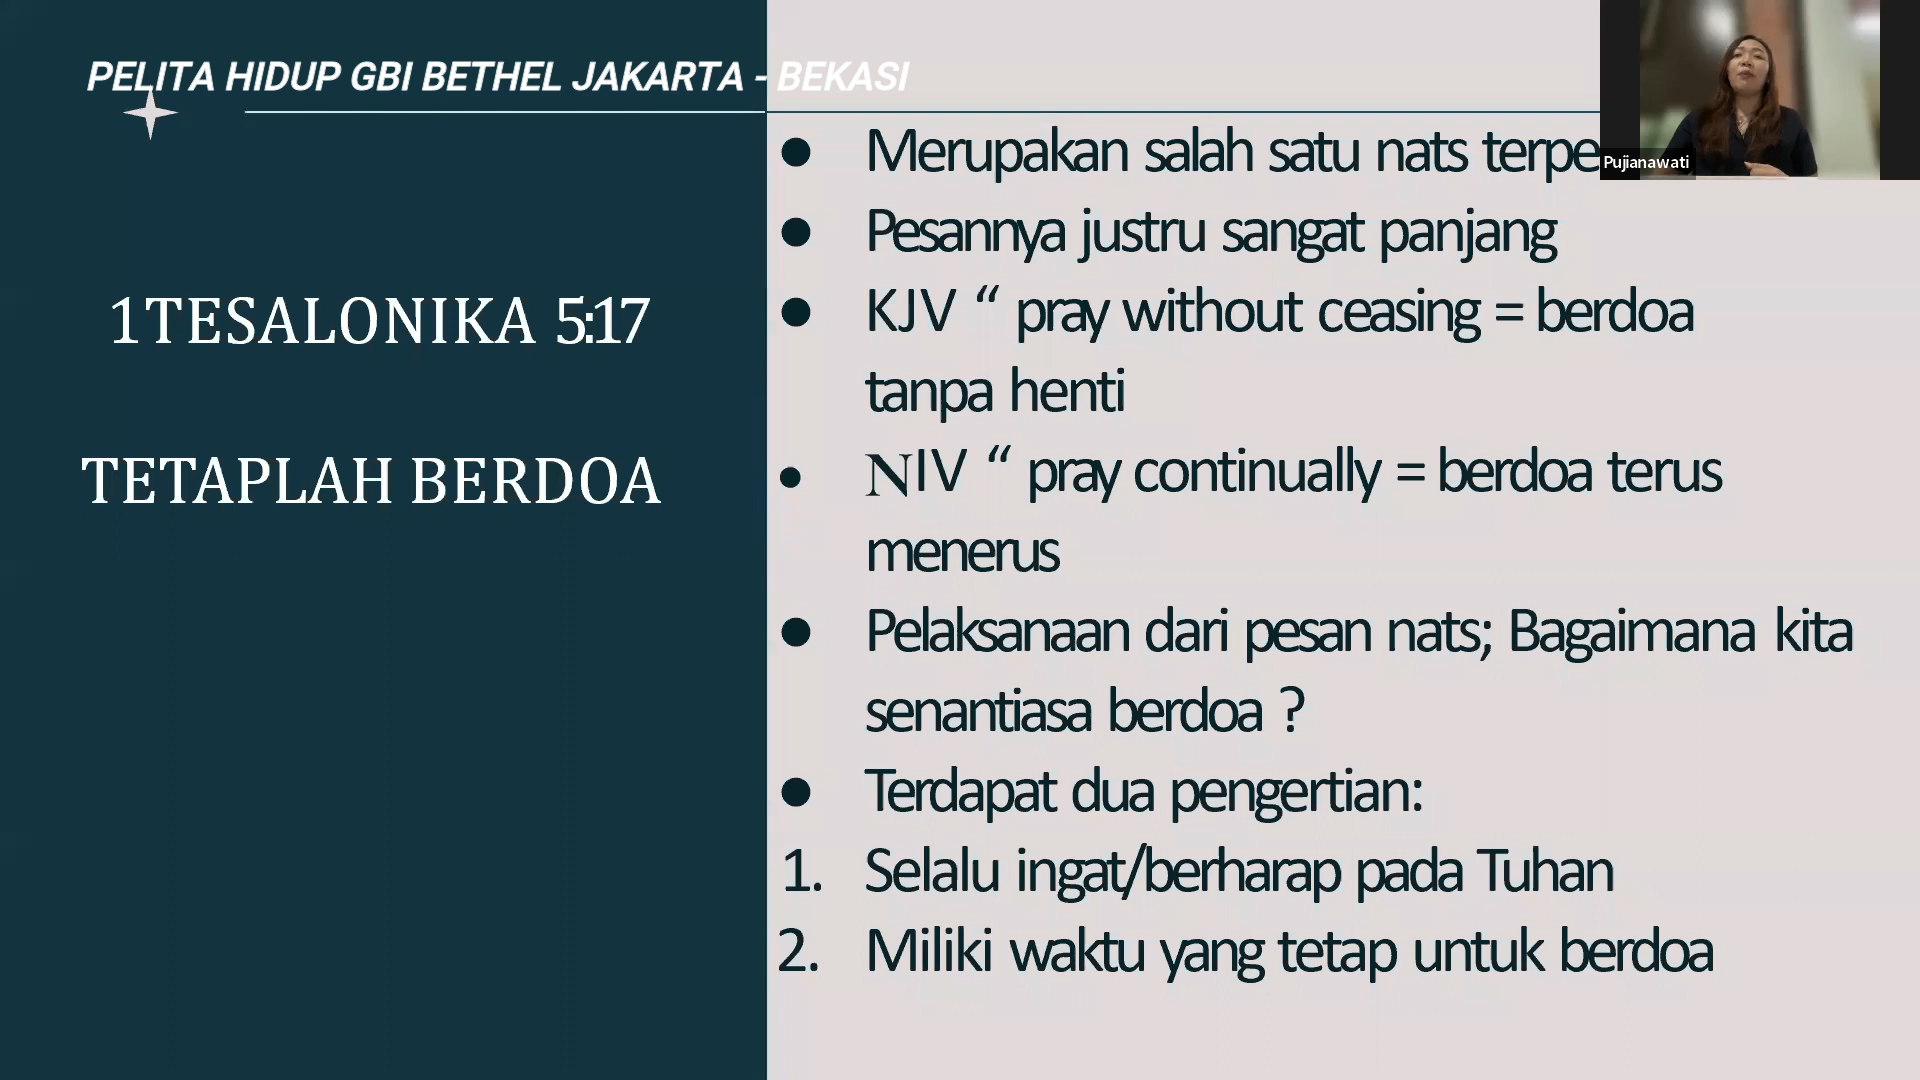 PELITA HIDUP GBI BETHEL JAKARTA - BEKASI
1TESALONIKA 5:17
TETAPLAH BERDOA
● Merupakan salah satu nats
● Pesannya justru sangat panjang
● KJV “ pray without ceasing = berdoa
tanpa henti
● NIV “ pray continually = berdoa terus
menerus
● Pelaksanaan dari pesan nats; Bagaimana kita
senantiasa berdoa ?
● Terdapat dua pengertian:
1. Selalu ingat/berharap pada Tuhan
2. Miliki waktu yang tetap untuk berdoa
Pujianawati